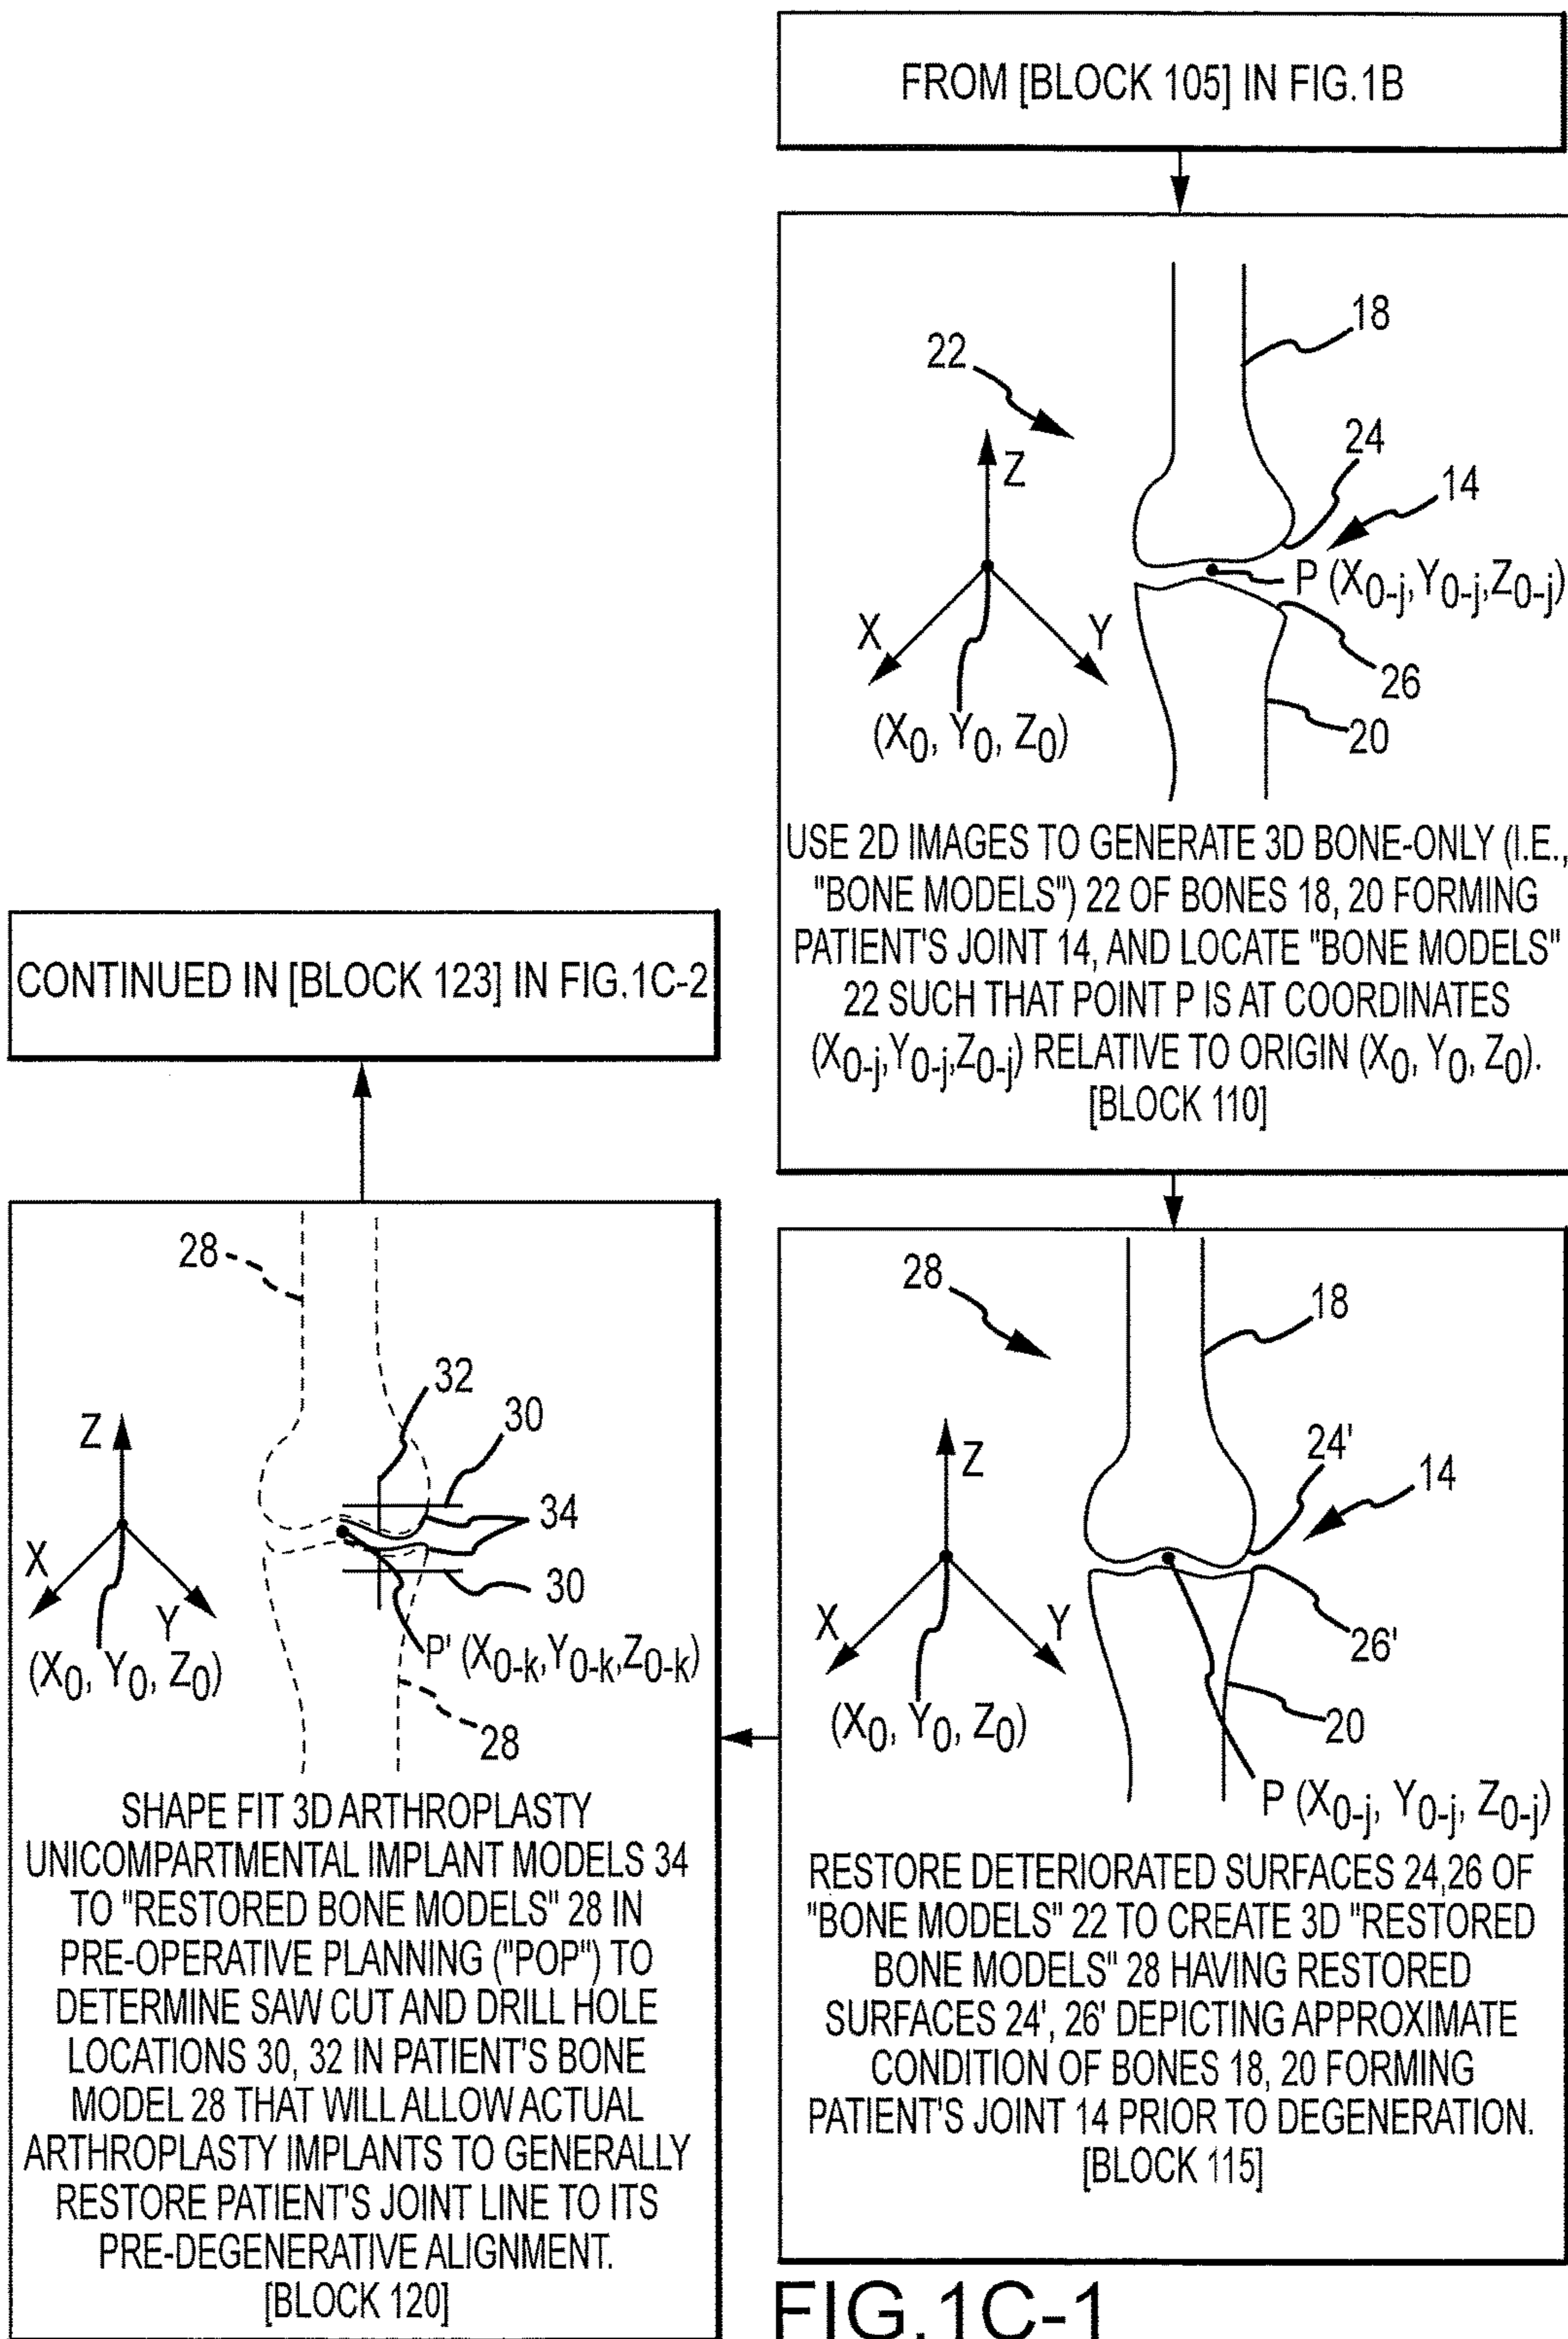 FROM [BLOCK 105] IN FIG.1B
18
22
24
14
Z
P (X0-j,Y0-j,Z0-j)
X
Y
26
(X0, Y0, Z0)
20
USE 2D IMAGES TO GENERATE 3D BONE-ONLY (I.E.,
"BONE MODELS") 22 OF BONES 18, 20 FORMING
PATIENT'S JOINT 14, AND LOCATE "BONE MODELS"
22 SUCH THAT POINT P IS AT COORDINATES
(X0-j,Y0-j,Z0-j) RELATIVE TO ORIGIN (X0, Y0, Z0).
[BLOCK 110]
28
18
24'
14
Z
X
Y
26'
(X0, Y0, Z0)
20
P (X0-j, Y0-j, Z0-j)
RESTORE DETERIORATED SURFACES 24,26 OF
"BONE MODELS" 22 TO CREATE 3D "RESTORED
BONE MODELS" 28 HAVING RESTORED
SURFACES 24', 26' DEPICTING APPROXIMATE
CONDITION OF BONES 18, 20 FORMING
PATIENT'S JOINT 14 PRIOR TO DEGENERATION.
[BLOCK 115]
28
32
30
Z
34
X
30
Y
P' (X0-k,Y0-k,Z0-k)
(X0, Y0, Z0)
28
SHAPE FIT 3D ARTHROPLASTY
UNICOMPARTMENTAL IMPLANT MODELS 34
TO "RESTORED BONE MODELS" 28 IN
PRE-OPERATIVE PLANNING ("POP") TO
DETERMINE SAW CUT AND DRILL HOLE
LOCATIONS 30, 32 IN PATIENT'S BONE
MODEL 28 THAT WILL ALLOW ACTUAL
ARTHROPLASTY IMPLANTS TO GENERALLY
RESTORE PATIENT'S JOINT LINE TO ITS
PRE-DEGENERATIVE ALIGNMENT.
[BLOCK 120]
CONTINUED IN [BLOCK 123] IN FIG.1C-2
FIG.1C-1